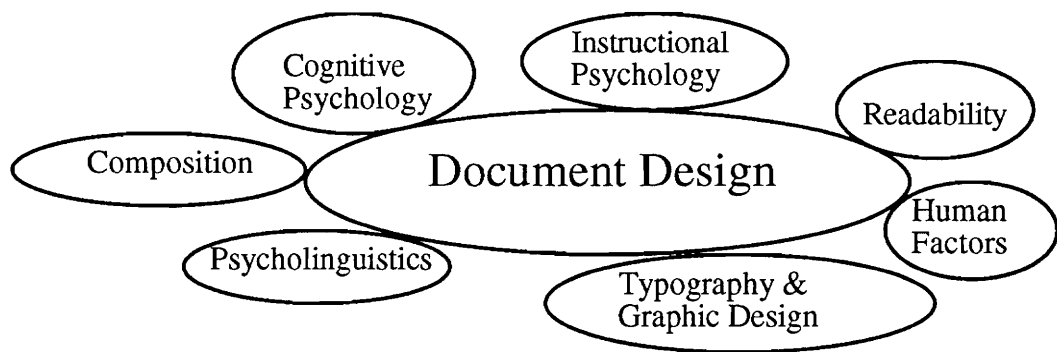 Instructional
Psychology
Cognitive
Psychology
Readability
Composition
Document Design
Human
Factors
Psycholinguistics
Typography &
Graphic Design